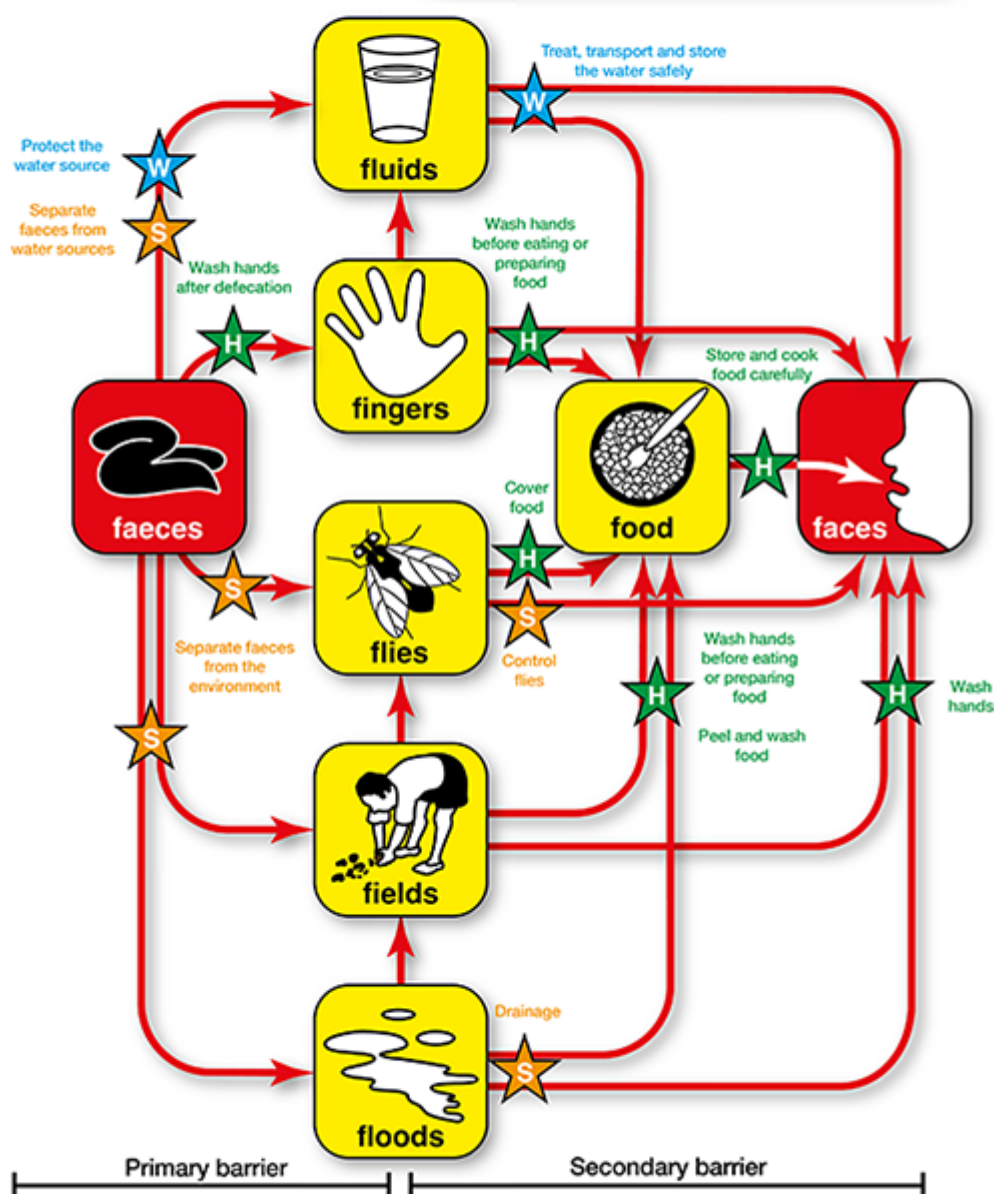 Treat, transport and store
the water safely
W
fluids
Protect the
water source
W
Separate
faeces from
water sources
S
Wash hands
after defecation
H
Wash hands
before eating or
preparing
food
H
fingers
Store and cook
food carefully
H
faeces
food
faces
Cover
food
H
S
flies
S
Control
flies
Separate faeces
from the
environment
Wash hands
before eating
or preparing
food
H
Peel and wash
food
H
Wash
hands
S
fields
Drainage
S
floods
Primary barrier
Secondary barrier